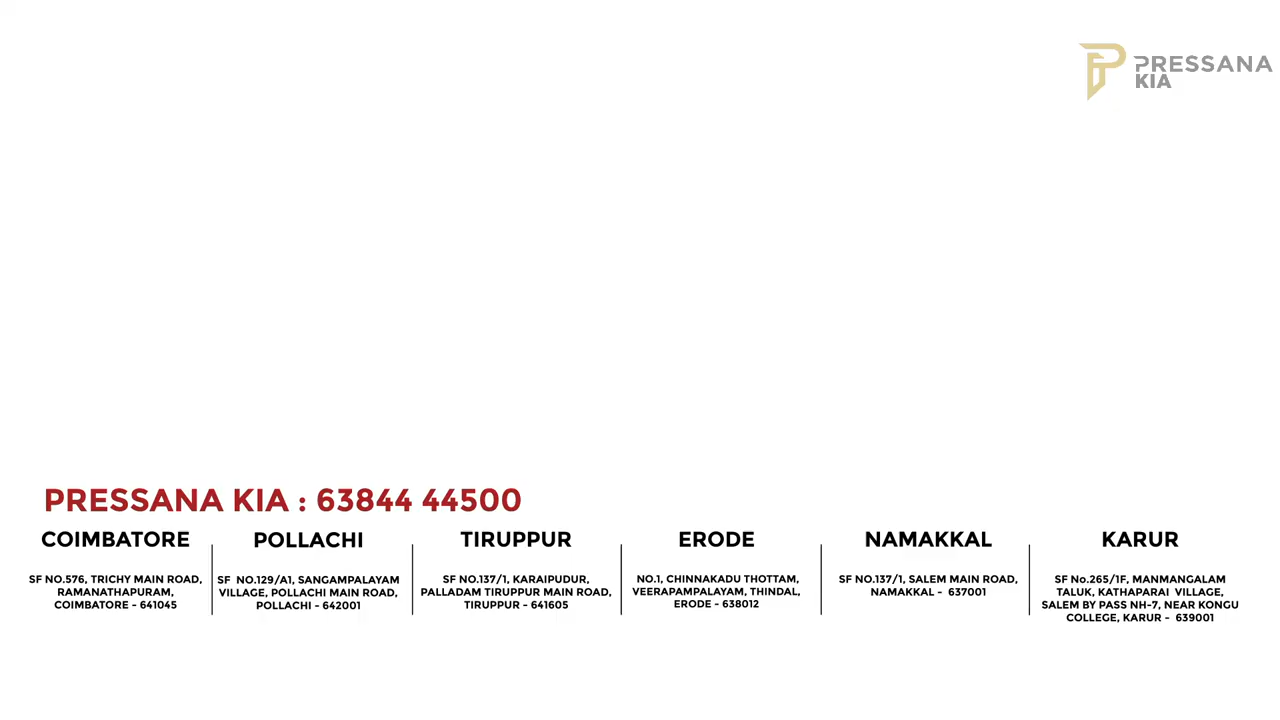 PRESSANA
KIA
PRESSANA KIA : 63844 44500
COIMBATORE
SF NO.576, TRICHY MAIN ROAD,
RAMANATHAPURAM,
COIMBATORE - 641045
POLLACHI
SF NO.129/A1, SANGAMPALAYAM
VILLAGE, POLLACHI MAIN ROAD,
POLLACHI - 642001
TIRUPPUR
SF NO.137/1, KARAIPUDUR,
PALLADAM TIRUPPUR MAIN ROAD,
TIRUPPUR - 641605
ERODE
NO.1, CHINNAKADU THOTTAM,
VEERAPAMPALAYAM, THINDAL,
ERODE - 638012
NAMAKKAL
SF NO.137/1, SALEM MAIN ROAD,
NAMAKKAL - 637001
KARUR
SF No.265/1F, MANMANGALAM
TALUK, KATHAPARAI VILLAGE,
SALEM BY PASS NH-7, NEAR KONGU
COLLEGE, KARUR - 639001